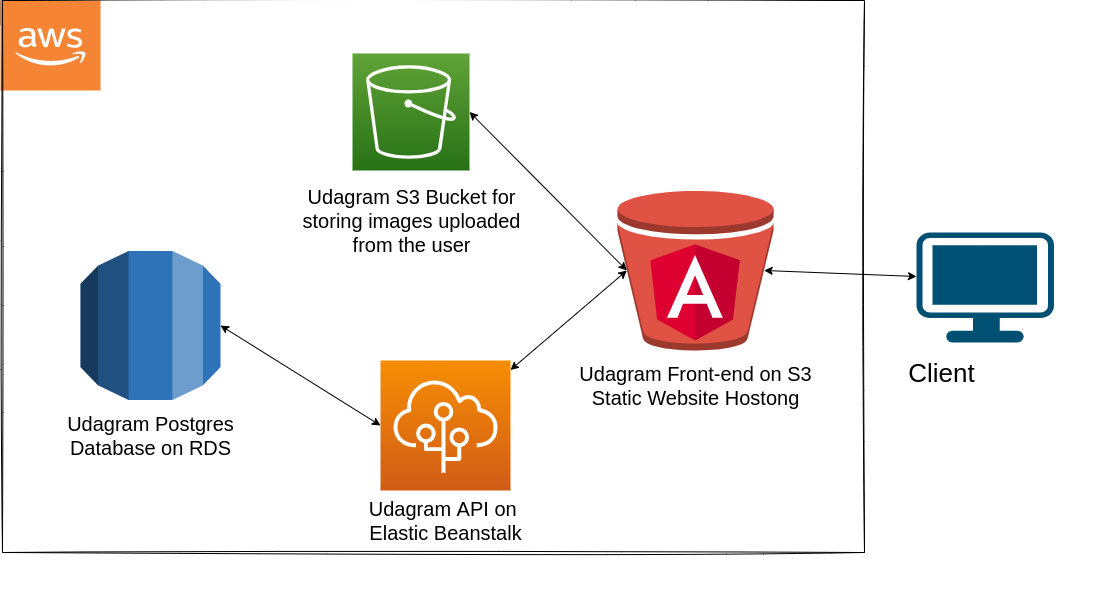 aws
Udagram S3 Bucket for
storing images uploaded
from the user
A
Udagram Front-end on S3
Static Website Hostong
Client
Udagram Postgres
Database on RDS
Udagram API on
Elastic Beanstalk